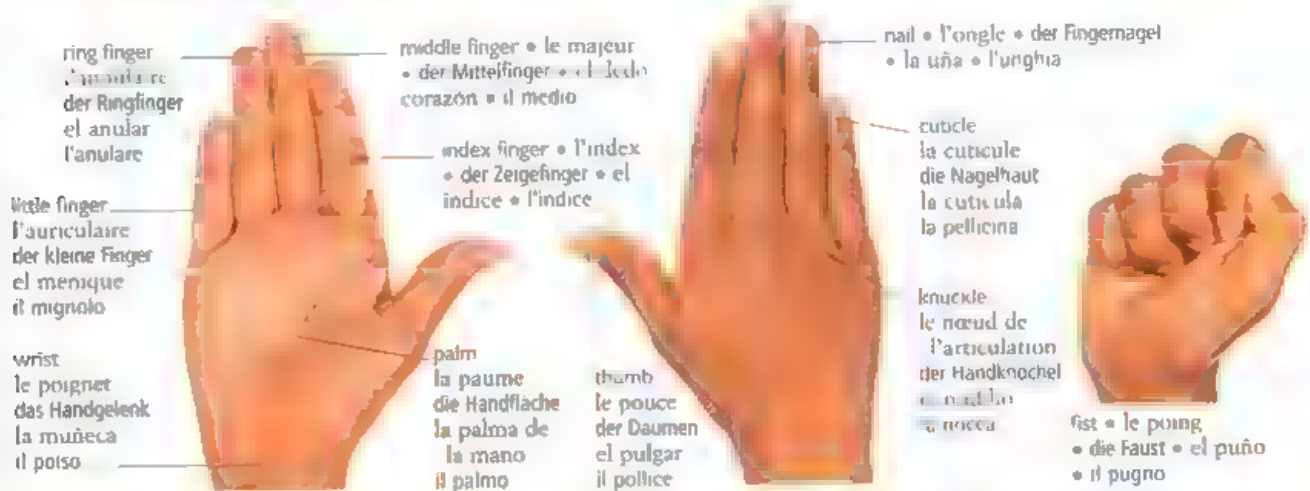 ring finger
l'annulaire
der Ringfinger
el anular
l'anulare
middle finger • le majeur
• der Mittelfinger • el dedo
corazón • il medio
index finger • l'index
• der Zeigefinger • el
indice • l'indice
little finger
l'auriculaire
der kleine Finger
el meñique
il mignolo
wrist
le poignet
das Handgelenk
la muñeca
il polso
palm
la paume
die Handfläche
la palma de
la mano
il palmo
thumb
le pouce
der Daumen
el pulgar
il pollice
nail • l'ongle • der Fingernagel
• la uña • l'unghia
cuticle
la cuticule
die Nagelhaut
la cutícula
la pellicina
knuckle
le nœud de
l'articulation
der Handknöchel
fist • le poing
• die Faust • el puño
• il pugno